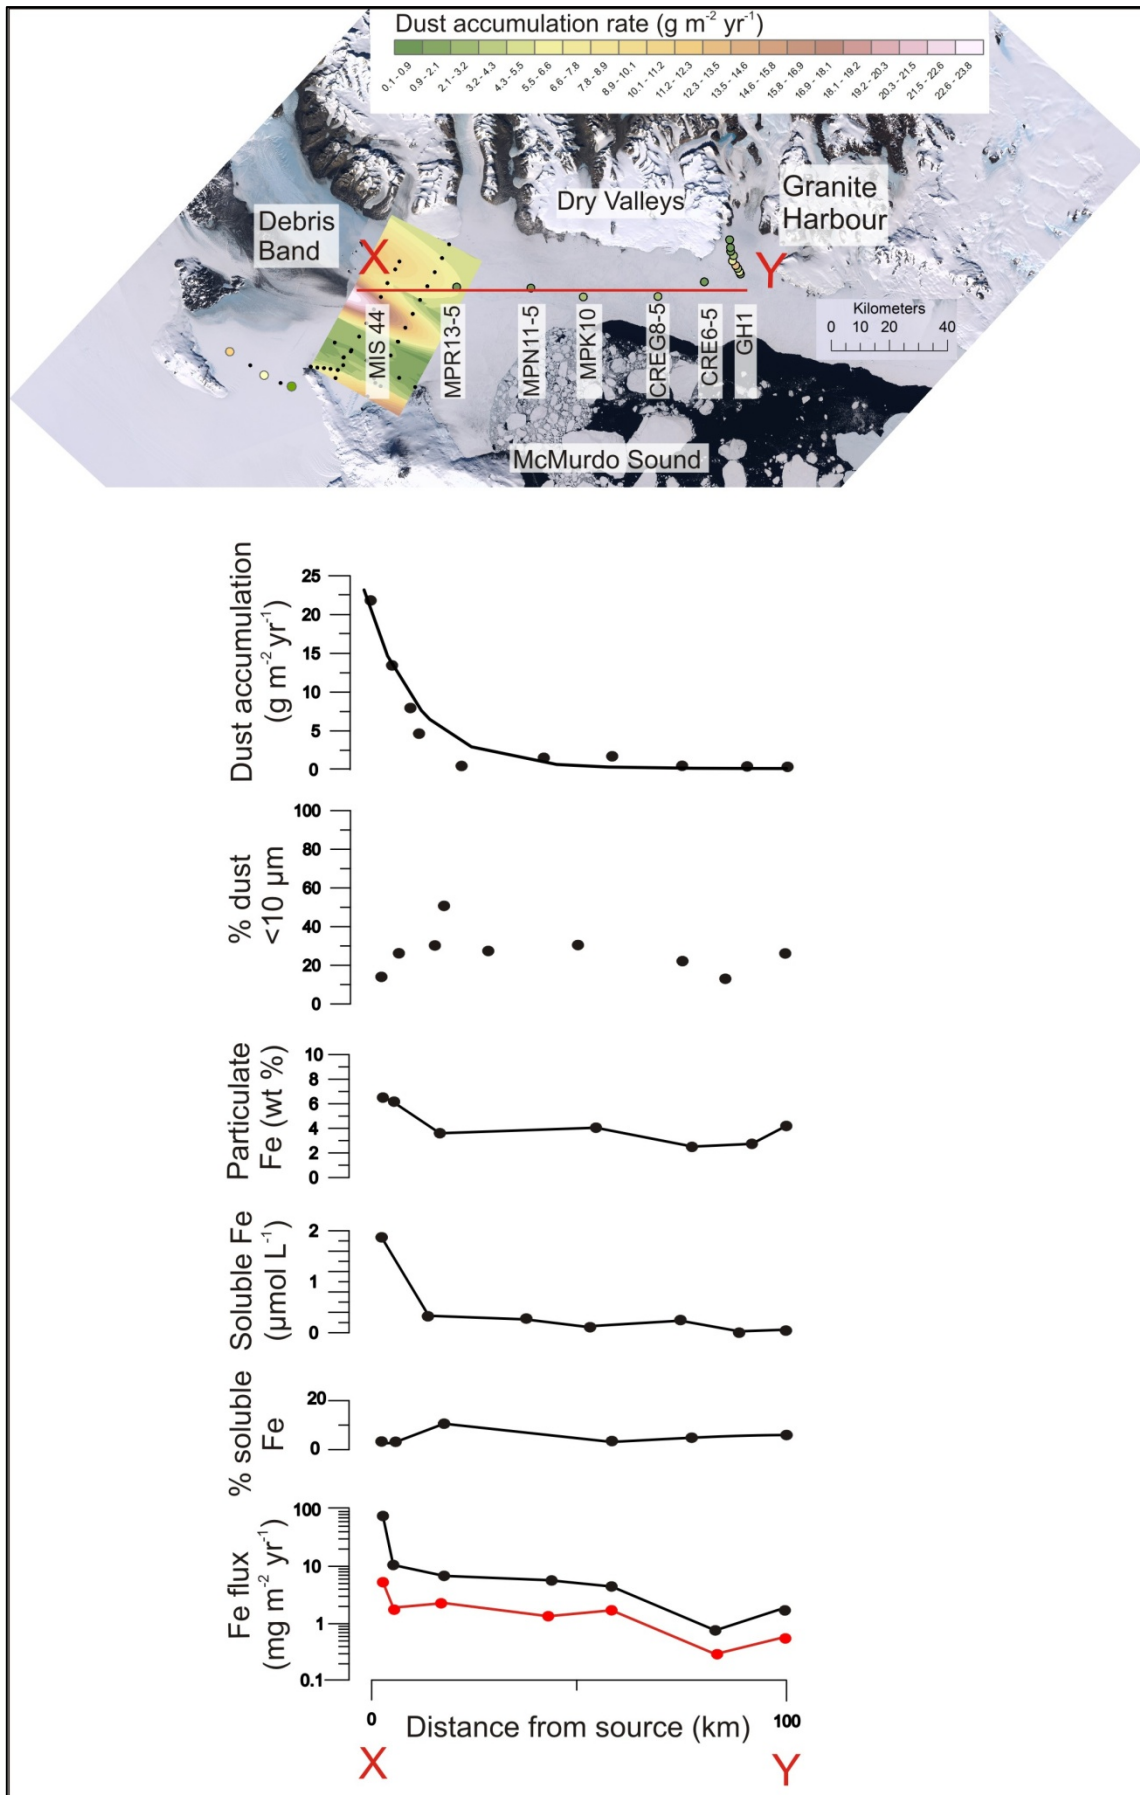 Dust accumulation rate (g m⁻² yr⁻¹)
0.1 - 0.9
0.9 - 2.1
2.1 - 3.2
3.2 - 4.3
4.3 - 5.5
5.5 - 6.6
6.6 - 7.8
7.8 - 8.9
8.9 - 10.1
10.1 - 11.2
11.2 - 12.3
12.3 - 13.5
13.5 - 14.6
14.6 - 15.8
15.8 - 16.9
16.9 - 18.1
18.1 - 19.2
19.2 - 20.3
20.3 - 21.5
21.5 - 22.6
22.6 - 23.8
Debris
Band
Dry Valleys
Granite
Harbour
X
Y
MIS 44
MPR13-5
MPN11-5
MPK10
CREG8-5
CRE6-5
GH1
Kilometers
0 10 20 40
McMurdo Sound
Dust accumulation
(g m⁻² yr⁻¹)
25
20
15
10
5
0
% dust
<10 µm
100
80
60
40
20
0
Particulate
Fe (wt %)
10
8
6
4
2
0
Soluble Fe
(µmol L⁻¹)
2
1
0
% soluble
Fe
20
0
Fe flux
(mg m⁻² yr⁻¹)
100
10
1
0.1
0
Distance from source (km)
100
X
Y